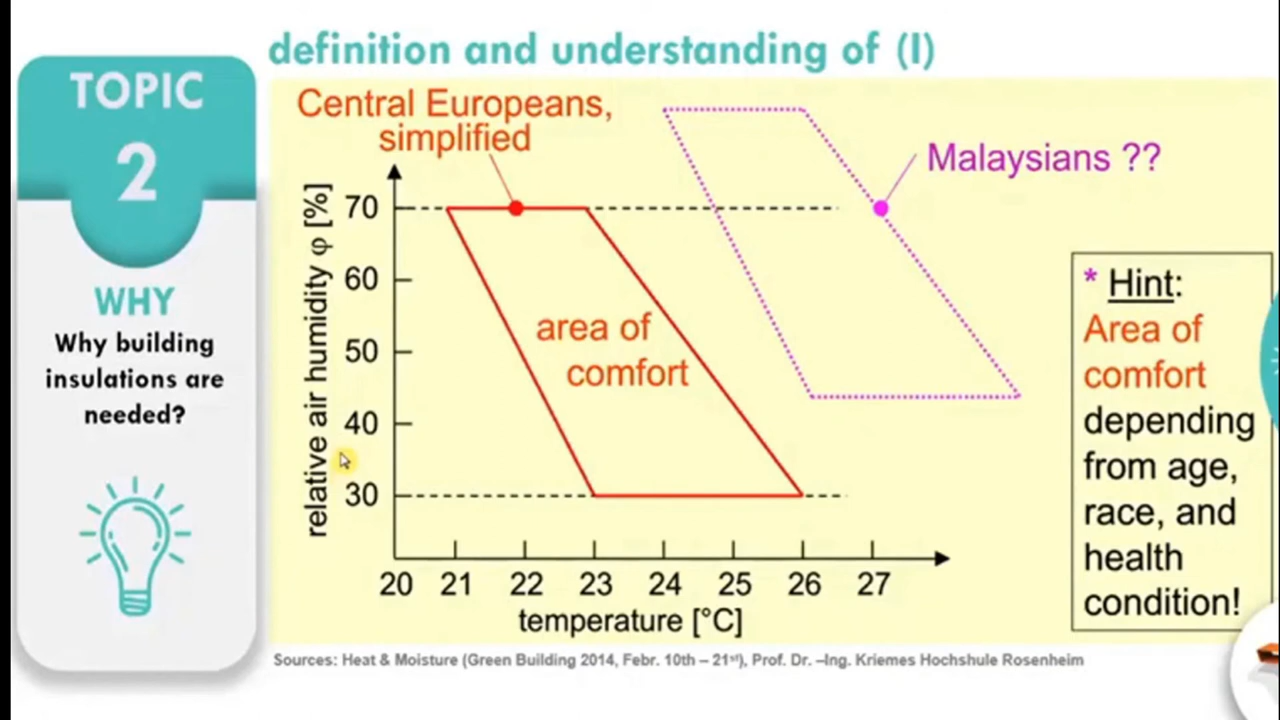 definition and understanding of (I)
TOPIC
2
WHY
Why building
insulations are
needed?
Central Europeans,
simplified
Malaysians ??
relative air humidity φ [%]
70
60
50
40
30
area of
comfort
20 21 22 23 24 25 26 27
temperature [°C]
* Hint:
Area of
comfort
depending
from age,
race, and
health
condition!
Sources: Heat & Moisture (Green Building 2014, Febr. 10th – 21st), Prof. Dr. –Ing. Kriemes Hochshule Rosenheim